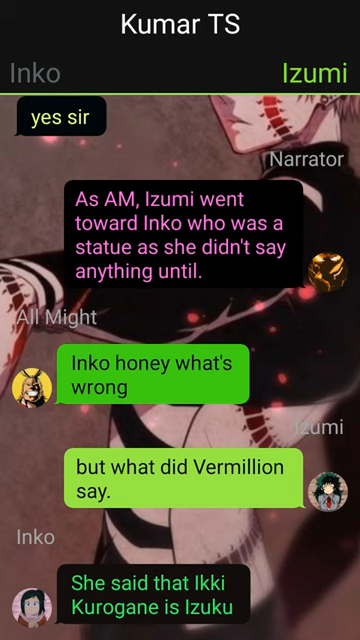 Kumar TS
Inko
Izumi
yes sir
Narrator
As AM, Izumi went
toward Inko who was a
statue as she didn't say
anything until.
All Might
Inko honey what's
wrong
Izumi
but what did Vermillion
say.
Inko
She said that Ikki
Kurogane is Izuku